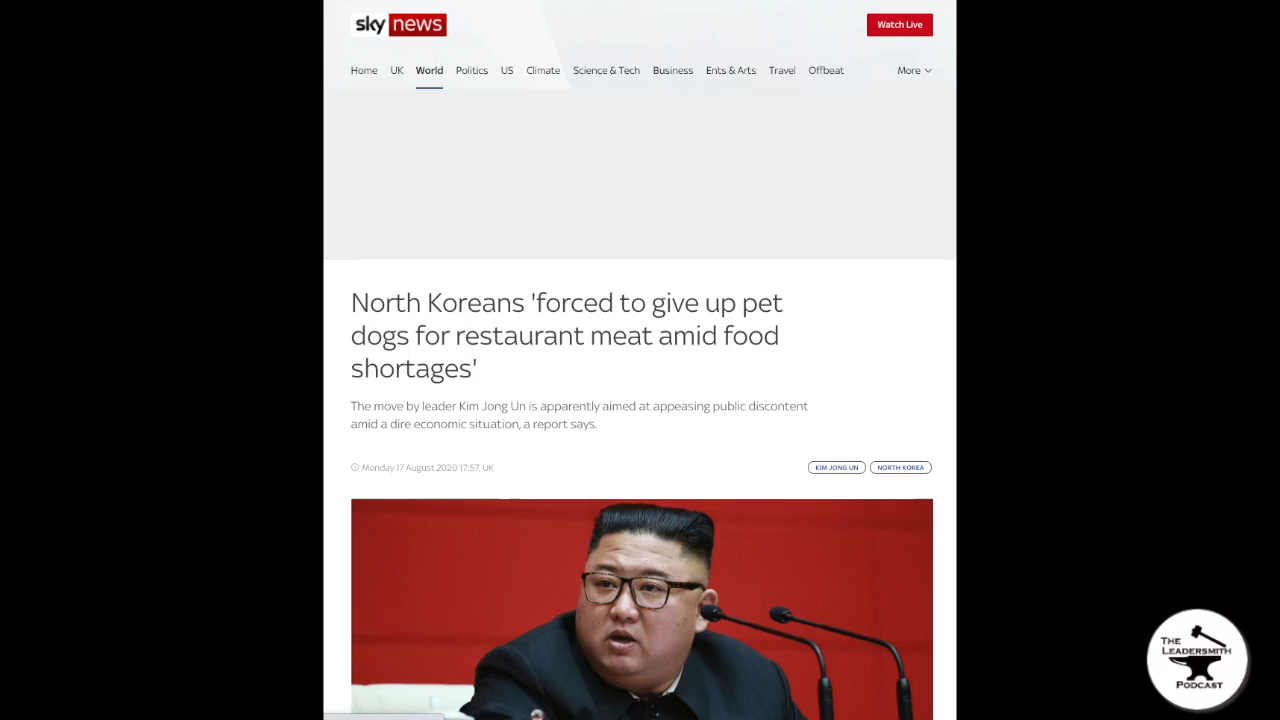 sky news
Watch Live
Home UK World Politics US Climate Science & Tech Business Ents & Arts Travel Offbeat More
North Koreans 'forced to give up pet
dogs for restaurant meat amid food
shortages'
The move by leader Kim Jong Un is apparently aimed at appeasing public discontent
amid a dire economic situation, a report says.
Monday 17 August 2020 17:57, UK
KIM JONG UN NORTH KOREA
THE
LEADERSMITH
PODCAST